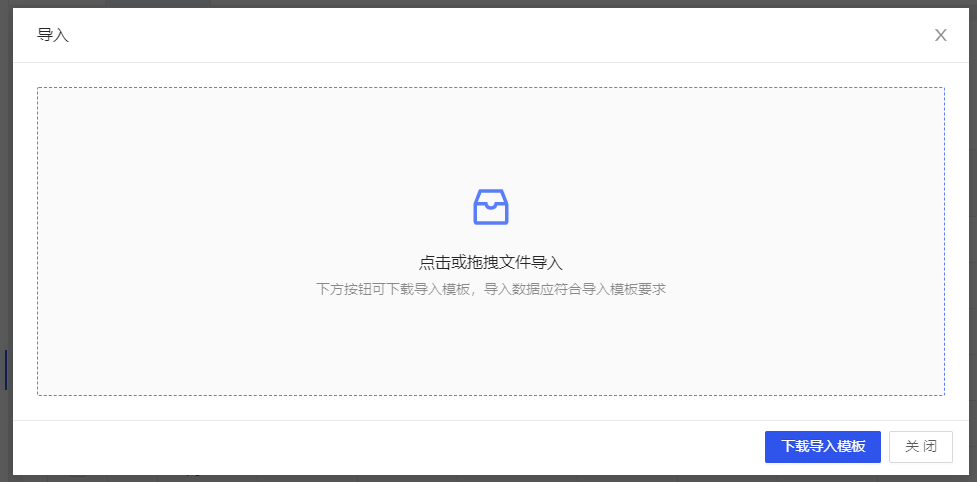 导入
点击或拖拽文件导入
下方按钮可下载导入模板，导入数据应符合导入模板要求
下载导入模板
关 闭